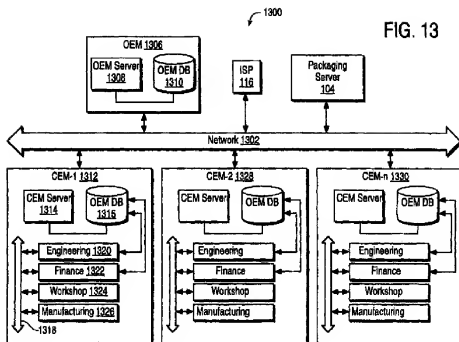 1300
FIG. 13
OEM 1306
OEM Server
1308
OEM DB
1310
ISP
116
Packaging
Server
104
Network 1302
CEM-1 1312
CEM Server
1314
OEM DB
1316
Engineering 1320
Finance 1322
Workshop 1324
Manufacturing 1326
1318
CEM-2 1328
CEM Server
OEM DB
Engineering
Finance
Workshop
Manufacturing
CEM-n 1330
CEM Server
OEM DB
Engineering
Finance
Workshop
Manufacturing